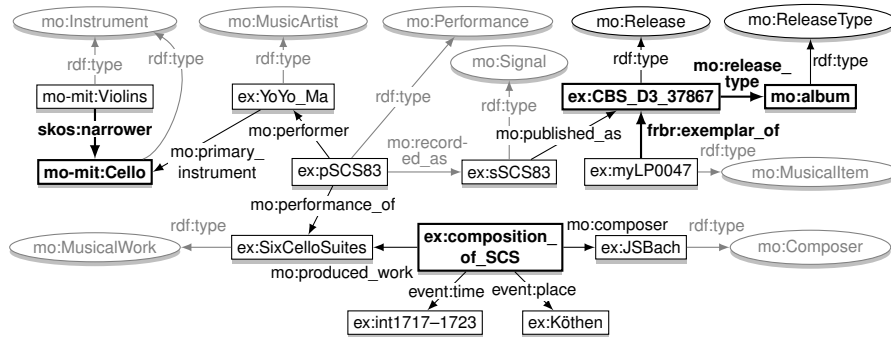 mo:Instrument
mo:MusicArtist
mo:Performance
mo:Release
mo:ReleaseType
rdf:type
rdf:type
rdf:type
rdf:type
rdf:type
rdf:type
mo:Signal
rdf:type
rdf:type
mo:release_
type
mo-mit:Violins
ex:YoYo_Ma
ex:CBS_D3_37867
mo:album
skos:narrower
mo:performer
mo:published_as
frbr:exemplar_of
mo:primary_
instrument
mo:record-
ed_as
rdf:type
mo-mit:Cello
ex:pSCS83
ex:sSCS83
ex:myLP0047
mo:MusicalItem
mo:performance_of
rdf:type
mo:composer
rdf:type
mo:MusicalWork
ex:SixCelloSuites
ex:composition_
of_SCS
ex:JSBach
mo:Composer
mo:produced_work
event:time
event:place
ex:int1717–1723
ex:Köthen